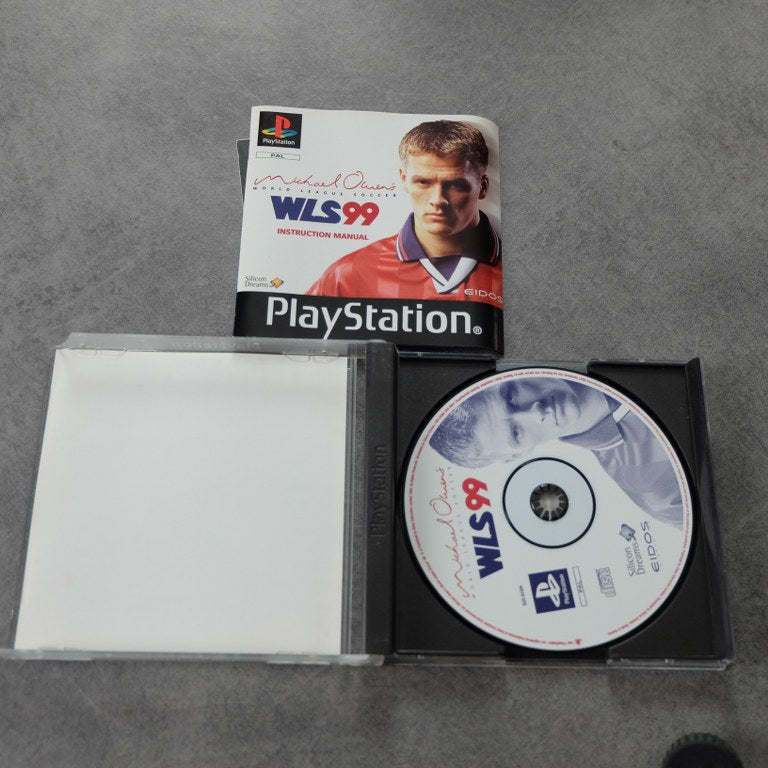 PlayStation
PAL
Michael Owen's
WORLD LEAGUE SOCCER
WLS99
INSTRUCTION MANUAL
Silicon
Dreams
EIDOS
PlayStation®
PlayStation
Michael Owen's
WORLD LEAGUE SOCCER
WLS99
PlayStation
PAL
disc
Silicon
Dreams
EIDOS